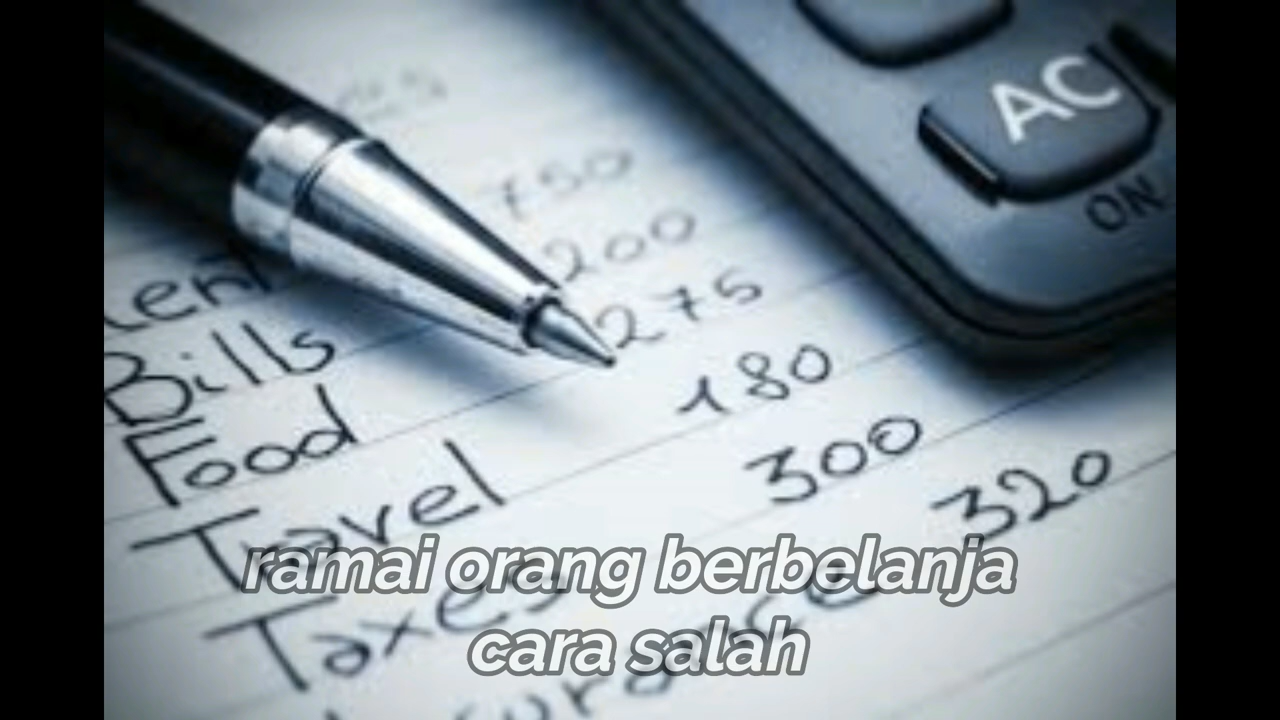 AC
ON
750
Bills 200
Food 275
Travel 180
Taxes 300
320
ramai orang berbelanja
cara salah